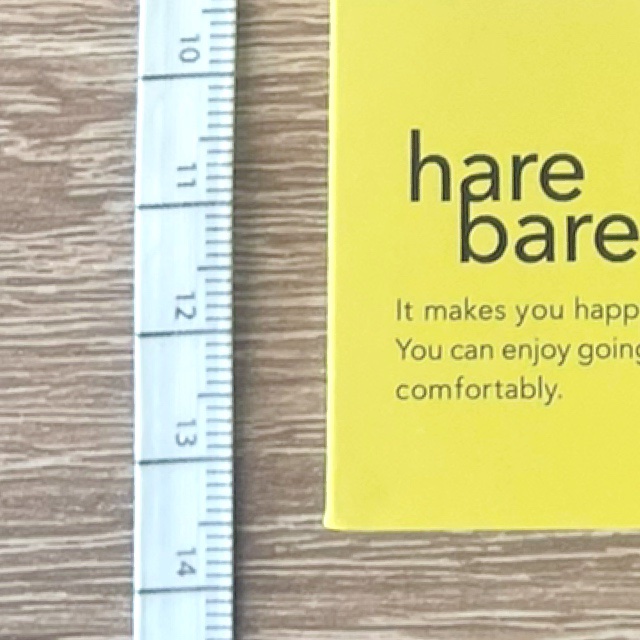 10
11
12
13
14
hare
bare
It makes you happ
You can enjoy going
comfortably.